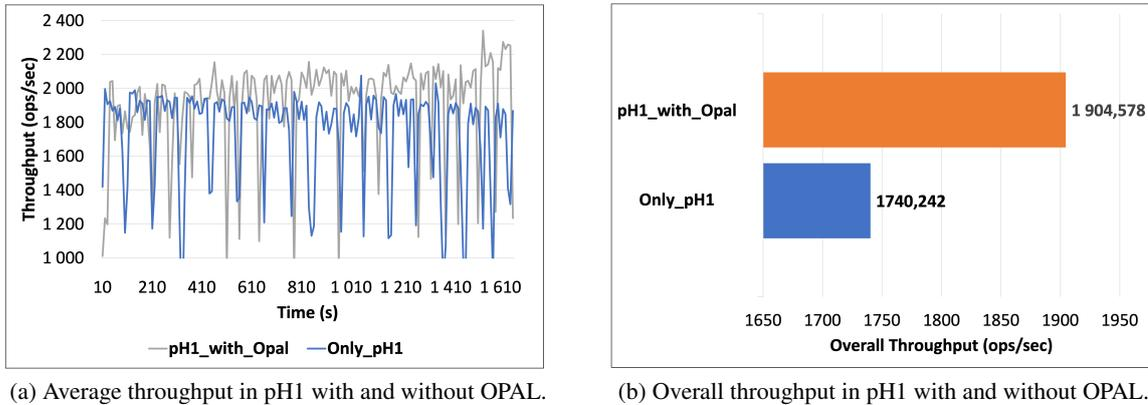 2 400
2 200
2 000
1 800
1 600
1 400
1 200
1 000
Throughput (ops/sec)
10 210 410 610 810 1 010 1 210 1 410 1 610
Time (s)
pH1_with_Opal Only_pH1
(a) Average throughput in pH1 with and without OPAL.
pH1_with_Opal
1 904,578
Only_pH1
1740,242
1650 1700 1750 1800 1850 1900 1950
Overall Throughput (ops/sec)
(b) Overall throughput in pH1 with and without OPAL.